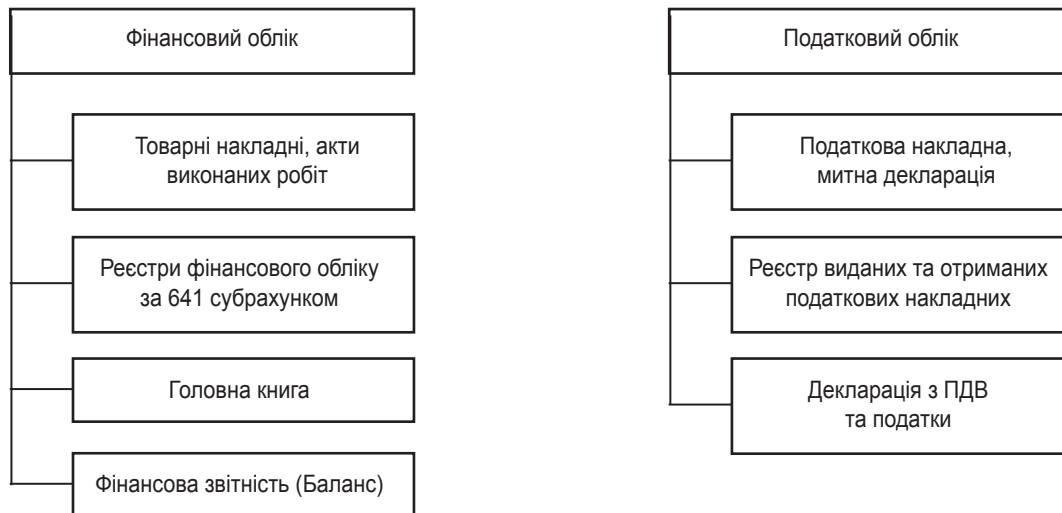 Фінансовий облік
Товарні накладні, акти
виконаних робіт
Реєстри фінансового обліку
за 641 субрахунком
Головна книга
Фінансова звітність (Баланс)
Податковий облік
Податкова накладна,
митна декларація
Реєстр виданих та отриманих
податкових накладних
Декларація з ПДВ
та податки